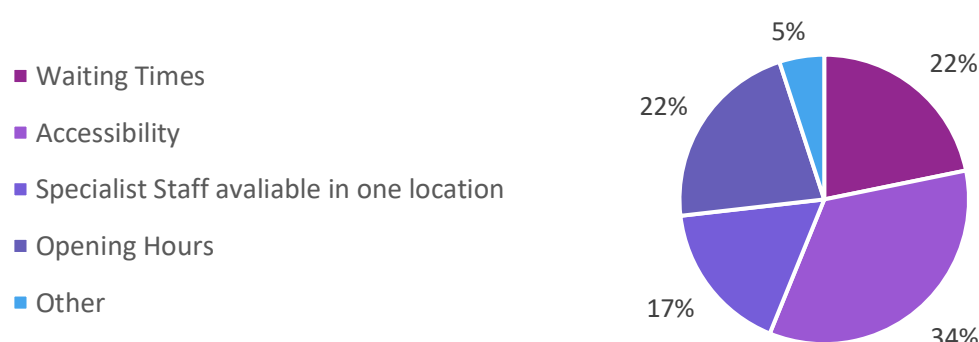 Waiting Times
Accessibility
Specialist Staff avaliable in one location
Opening Hours
Other
5%
22%
22%
17%
34%